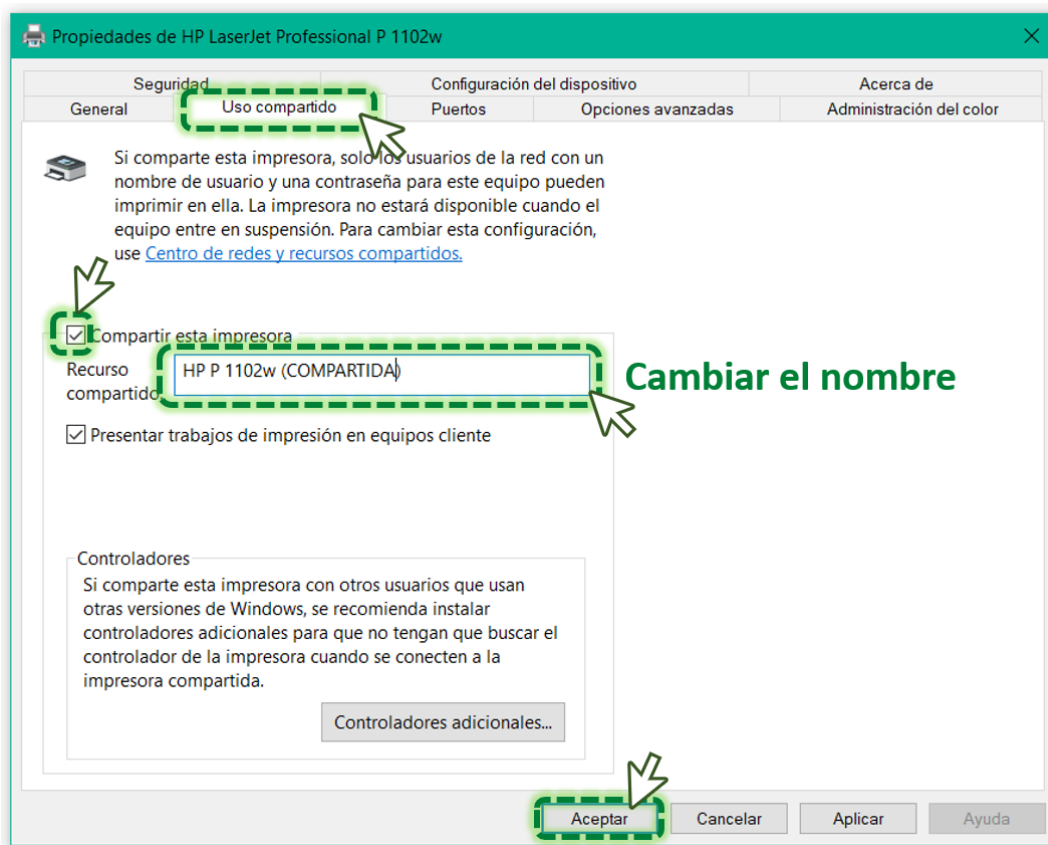 Propiedades de HP LaserJet Professional P 1102w
Seguridad Configuración del dispositivo Acerca de
General Uso compartido Puertos Opciones avanzadas Administración del color
Si comparte esta impresora, solo los usuarios de la red con un
nombre de usuario y una contraseña para este equipo pueden
imprimir en ella. La impresora no estará disponible cuando el
equipo entre en suspensión. Para cambiar esta configuración,
use Centro de redes y recursos compartidos.
Compartir esta impresora
Recurso
compartido
HP P 1102w (COMPARTIDA)
Cambiar el nombre
Presentar trabajos de impresión en equipos cliente
Controladores
Si comparte esta impresora con otros usuarios que usan
otras versiones de Windows, se recomienda instalar
controladores adicionales para que no tengan que buscar el
controlador de la impresora cuando se conecten a la
impresora compartida.
Controladores adicionales...
Aceptar Cancelar Aplicar Ayuda